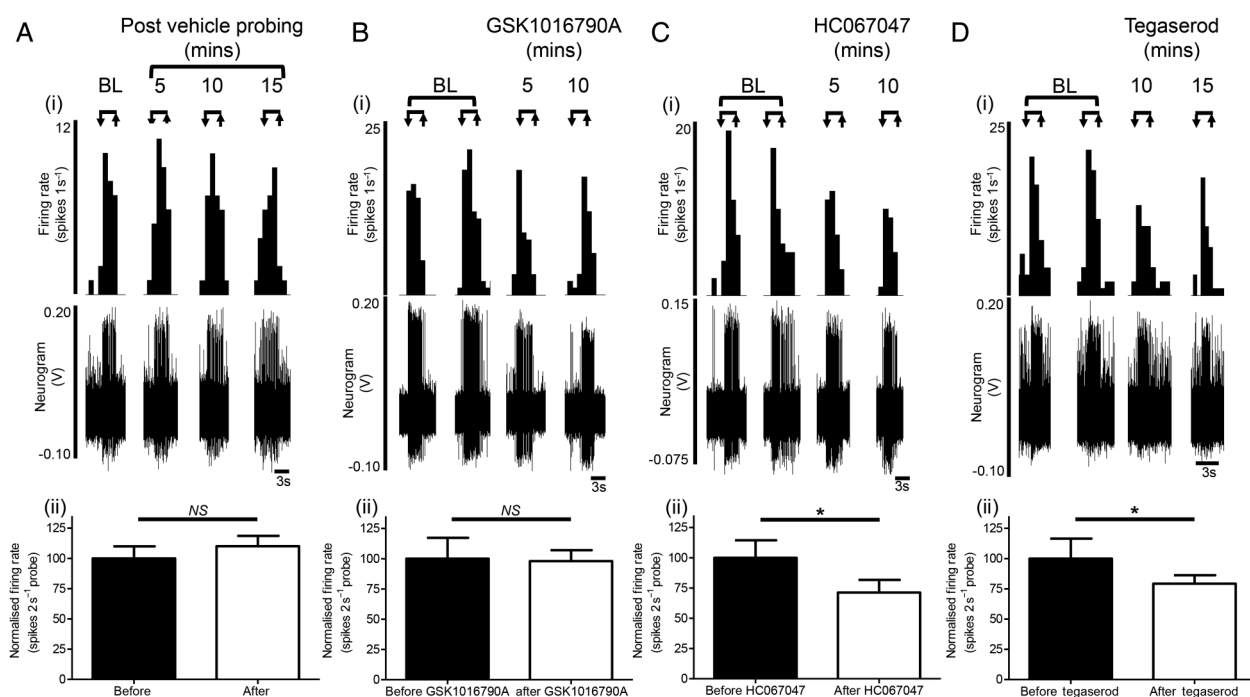 A
Post vehicle probing
(mins)
BL 5 10 15
(i)
12
Firing rate
(spikes 1s⁻¹)
0.20
Neurogram
(V)
-0.10
3s
(ii)
NS
125
100
75
50
25
0
Normalised firing rate
(spikes 2 s⁻¹ probe)
Before After
B
GSK1016790A
(mins)
BL 5 10
(i)
25
Firing rate
(spikes 1s⁻¹)
0.20
Neurogram
(V)
-0.10
3s
(ii)
NS
125
100
75
50
25
0
Normalised firing rate
(spikes 2 s⁻¹ probe)
Before GSK1016790A after GSK1016790A
C
HC067047
(mins)
BL 5 10
(i)
20
Firing rate
(spikes 1s⁻¹)
0.15
Neurogram
(V)
-0.075
3s
(ii)
*
125
100
75
50
25
0
Normalised firing rate
(spikes 2 s⁻¹ probe)
Before HC067047 After HC067047
D
Tegaserod
(mins)
BL 10 15
(i)
25
Firing rate
(spikes 1s⁻¹)
0.20
Neurogram
(V)
-0.10
3s
(ii)
*
125
100
75
50
25
0
Normalised firing rate
(spikes 2 s⁻¹ probe)
Before tegaserod After tegaserod